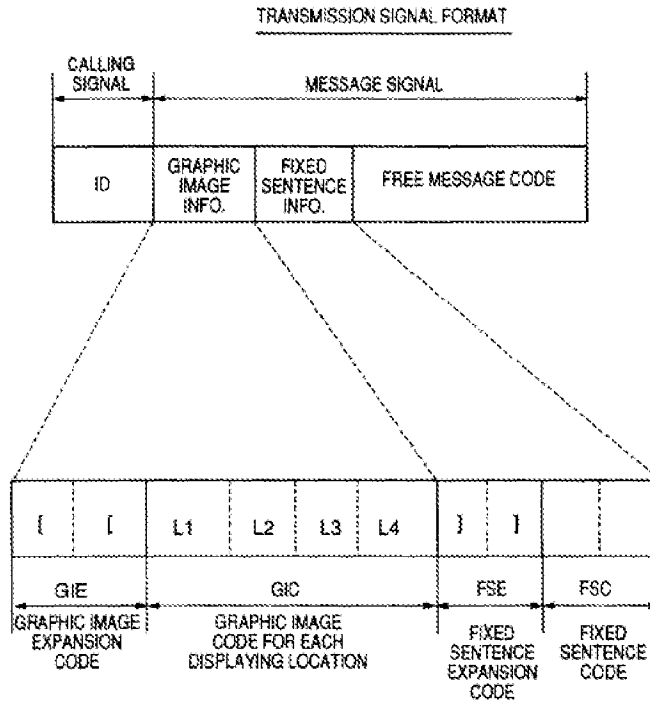 TRANSMISSION SIGNAL FORMAT
CALLING
SIGNAL
MESSAGE SIGNAL
ID
GRAPHIC
IMAGE
INFO.
FIXED
SENTENCE
INFO.
FREE MESSAGE CODE
[ [ L1 L2 L3 L4 ] ]
GIE GIC FSE FSC
GRAPHIC IMAGE
EXPANSION
CODE
GRAPHIC IMAGE
CODE FOR EACH
DISPLAYING LOCATION
FIXED
SENTENCE
EXPANSION
CODE
FIXED
SENTENCE
CODE